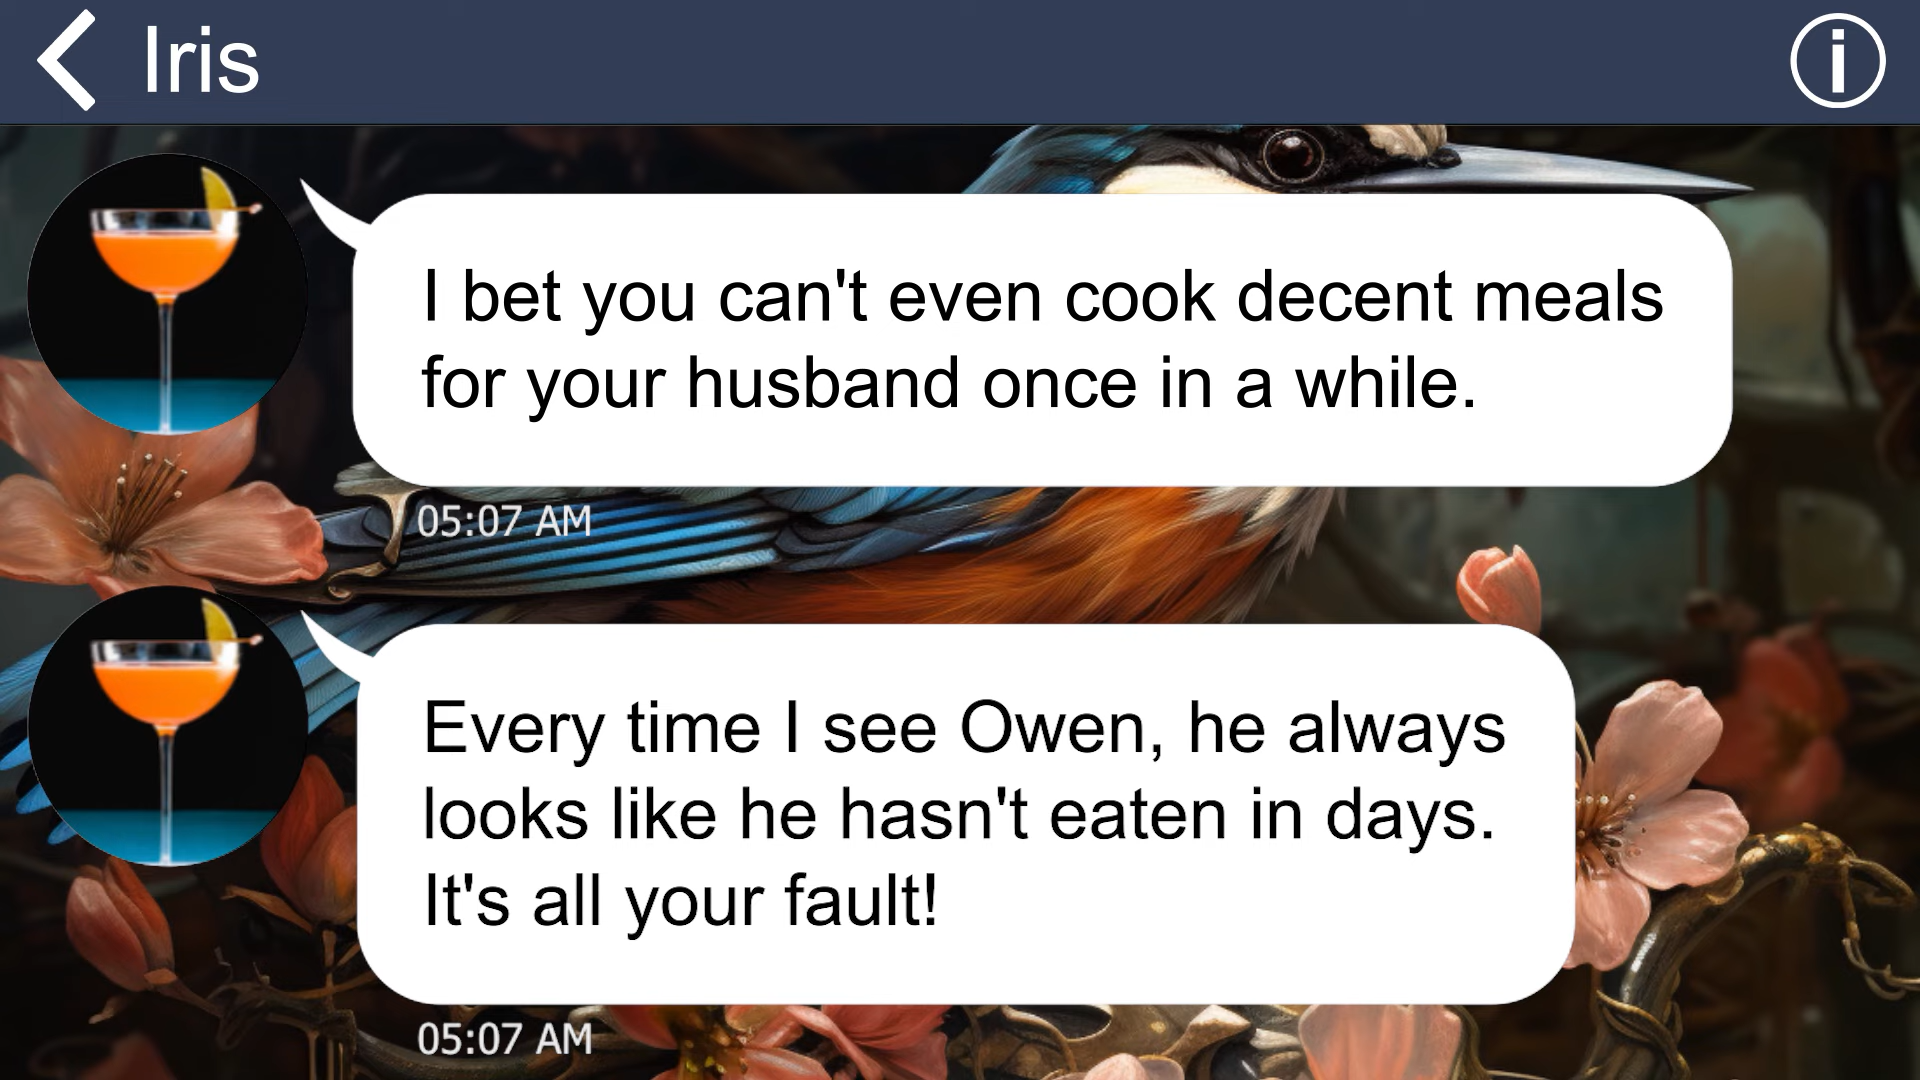 Iris
I bet you can't even cook decent meals
for your husband once in a while.
05:07 AM
Every time I see Owen, he always
looks like he hasn't eaten in days.
It's all your fault!
05:07 AM